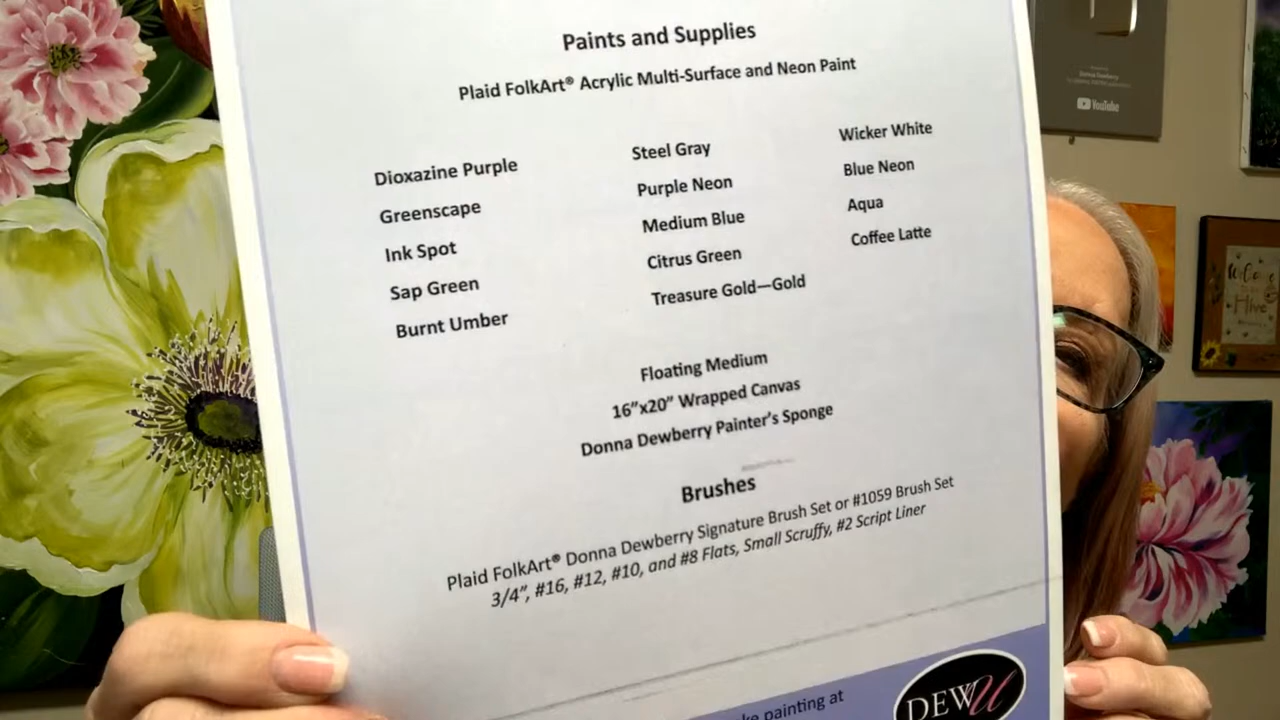 Paints and Supplies
Plaid FolkArt® Acrylic Multi-Surface and Neon Paint
Dioxazine Purple
Greenscape
Ink Spot
Sap Green
Burnt Umber
Steel Gray
Purple Neon
Medium Blue
Citrus Green
Treasure Gold—Gold
Wicker White
Blue Neon
Aqua
Coffee Latte
Floating Medium
16”x20” Wrapped Canvas
Donna Dewberry Painter’s Sponge
Brushes
Plaid FolkArt® Donna Dewberry Signature Brush Set or #1059 Brush Set
3/4”, #16, #12, #10, and #8 Flats, Small Scruffy, #2 Script Liner
painting at
DEWU
Donna Dewberry
YouTube
Hive